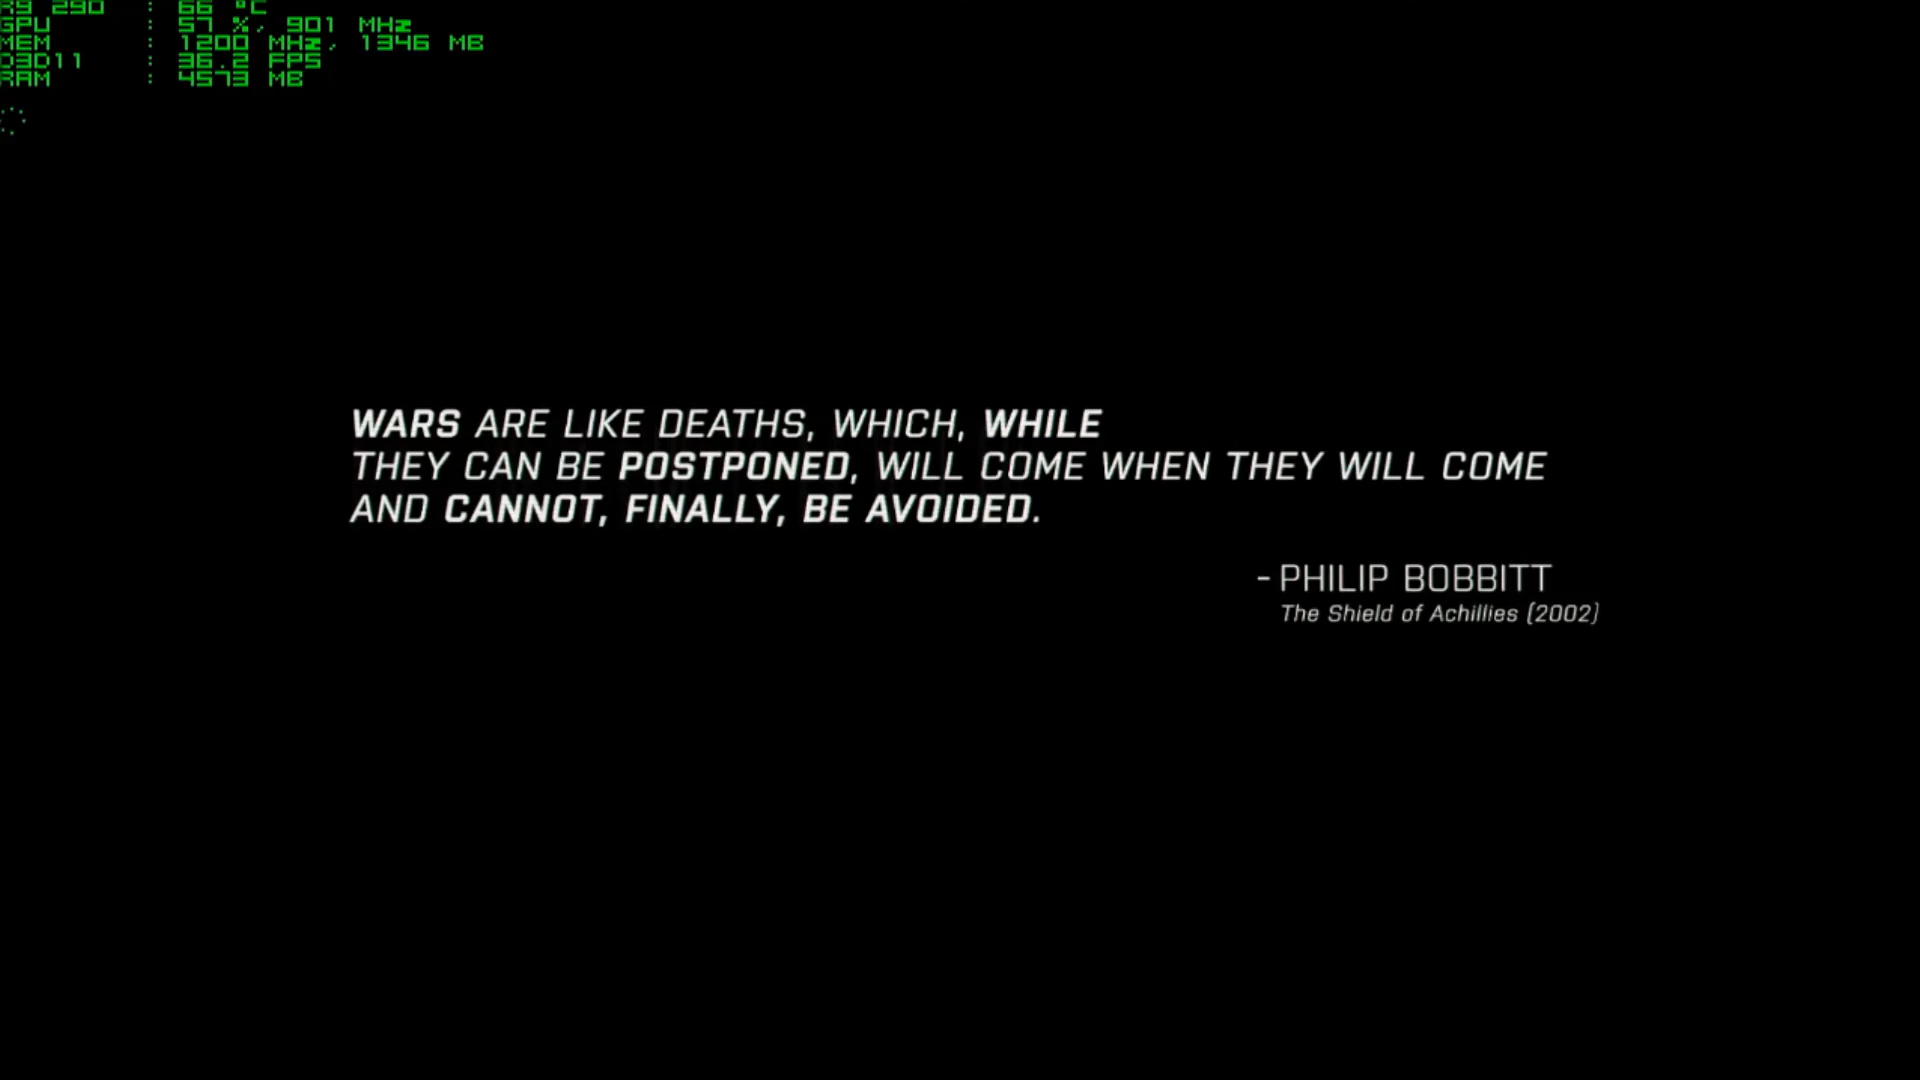 R9 290 : 66 °C
GPU : 57 %, 901 MHz
MEM : 1200 MHz, 1346 MB
D3D11 : 36.2 FPS
RAM : 4573 MB
WARS ARE LIKE DEATHS, WHICH, WHILE
THEY CAN BE POSTPONED, WILL COME WHEN THEY WILL COME
AND CANNOT, FINALLY, BE AVOIDED.
- PHILIP BOBBITT
The Shield of Achillies (2002)